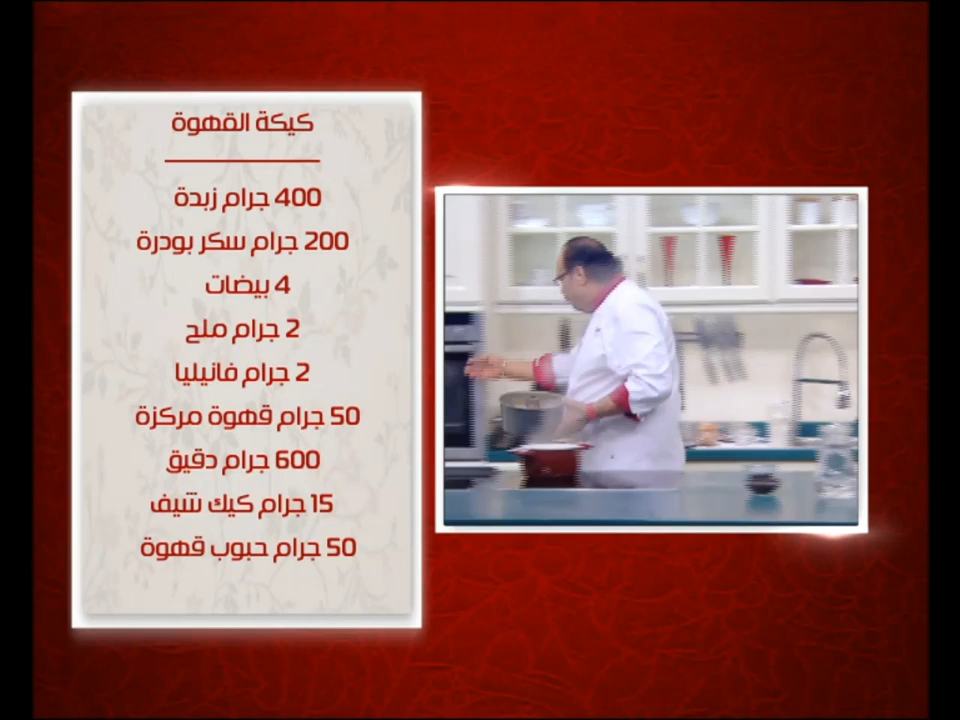 كيكة القهوة
400 جرام زبدة
200 جرام سكر بودرة
4 بيضات
2 جرام ملح
2 جرام فانيليا
50 جرام قهوة مركزة
600 جرام دقيق
15 جرام كيك شيف
50 جرام حبوب قهوة